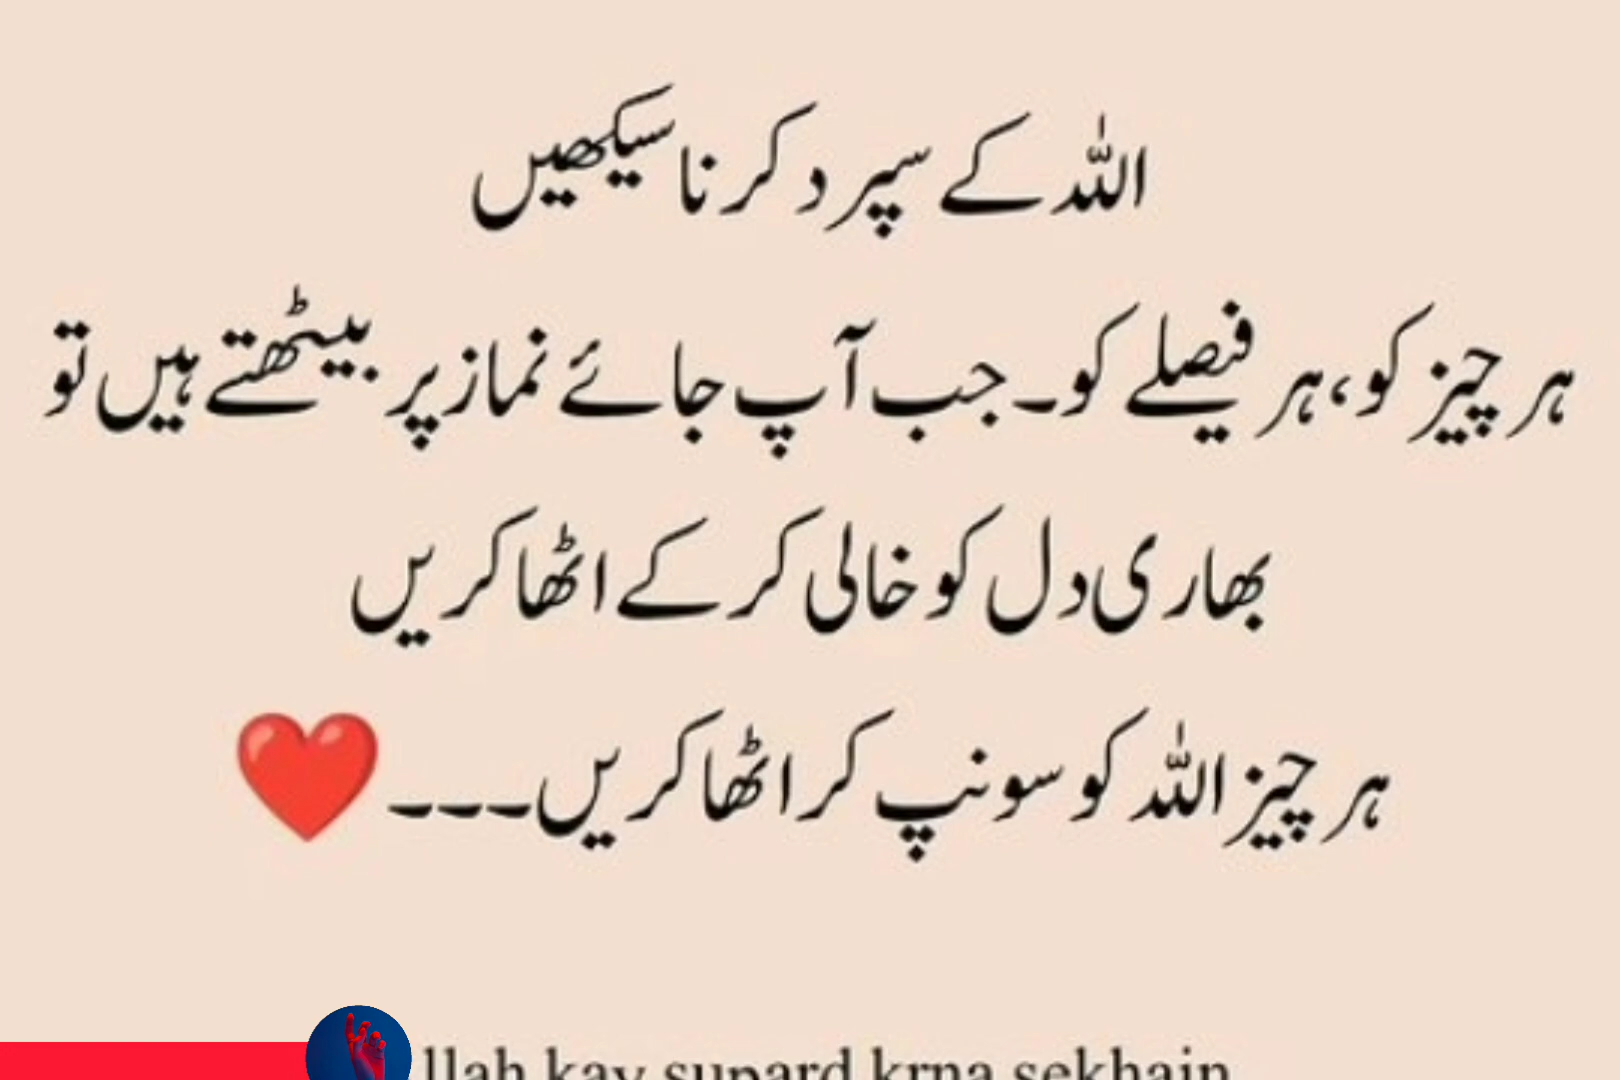 اللہ کے سپرد کرنا سیکھیں
ہر چیز کو، ہر فیصلے کو۔ جب آپ جائے نماز پر بیٹھتے ہیں تو
بھاری دل کو خالی کر کے اٹھا کریں
ہر چیز اللہ کو سونپ کر اٹھا کریں۔۔۔ ❤️
llah kay supard krna sekhain